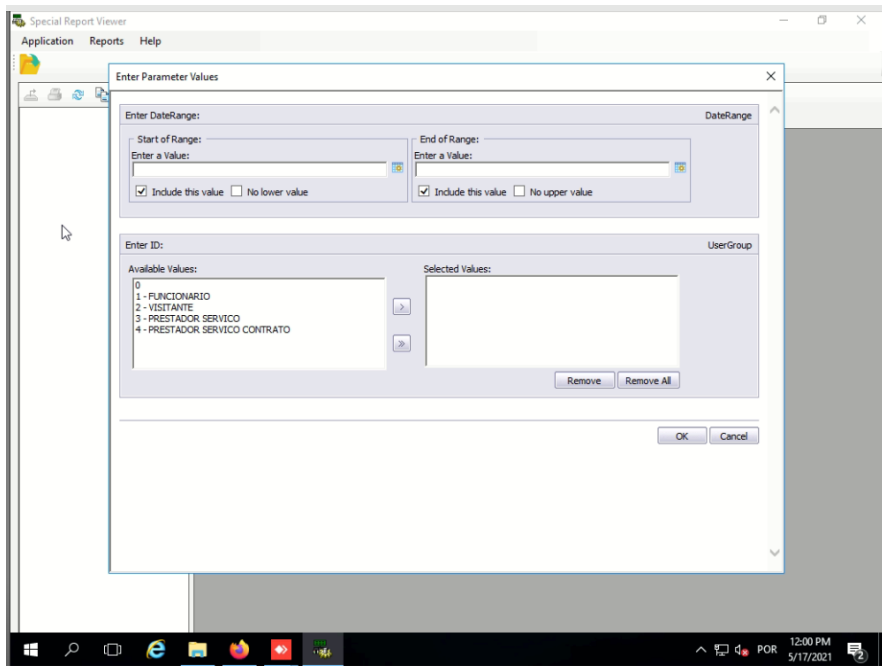 Special Report Viewer
Application Reports Help
Enter Parameter Values
Enter DateRange: DateRange
Start of Range: End of Range:
Enter a Value: Enter a Value:
Include this value No lower value Include this value No upper value
Enter ID: UserGroup
Available Values: Selected Values:
0
1 - FUNCIONARIO
2 - VISITANTE
3 - PRESTADOR SERVICO
4 - PRESTADOR SERVICO CONTRATO
> 
»
Remove Remove All
OK Cancel
POR 12:00 PM
5/17/2021
2